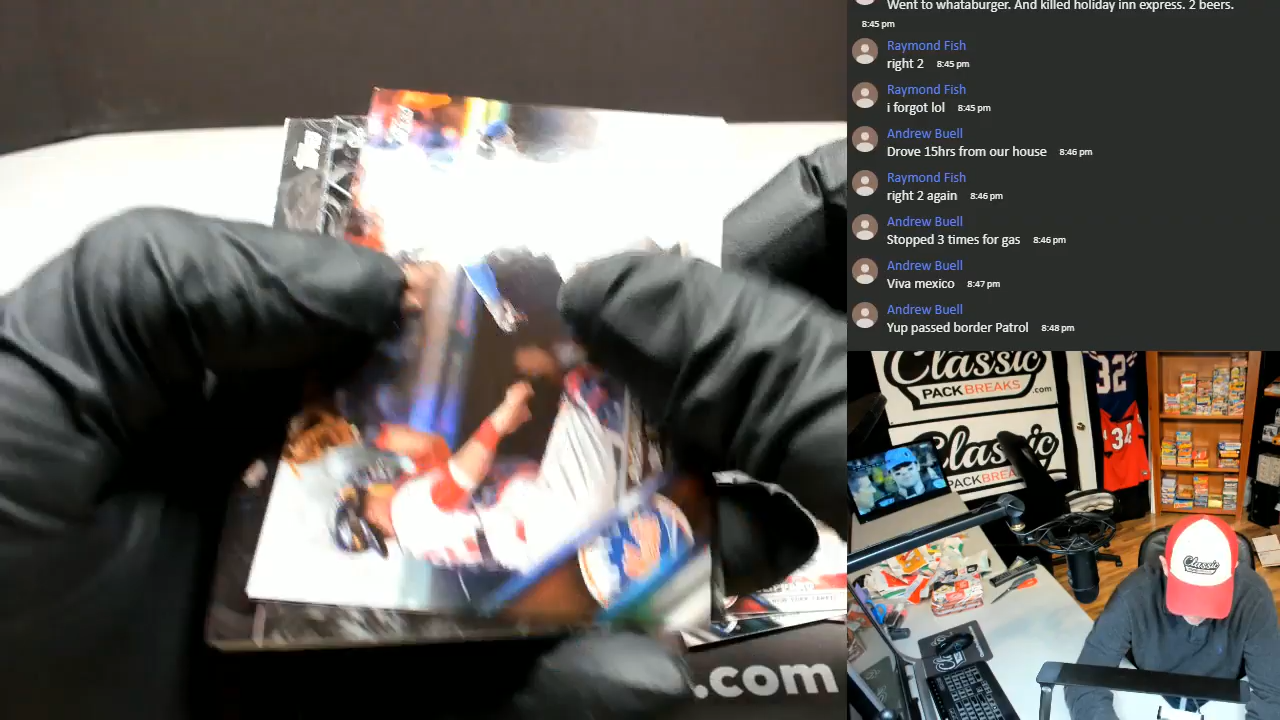 Went to whataburger. And killed holiday inn express. 2 beers.
8:45 pm
Raymond Fish
right 2 8:45 pm
Raymond Fish
i forgot lol 8:45 pm
Andrew Buell
Drove 15hrs from our house 8:46 pm
Raymond Fish
right 2 again 8:46 pm
Andrew Buell
Stopped 3 times for gas 8:46 pm
Andrew Buell
Viva mexico 8:47 pm
Andrew Buell
Yup passed border Patrol 8:48 pm
Classic
PACKBREAKS.com
Classic
PACKBREAKS
32
34
Classic
topps
.com